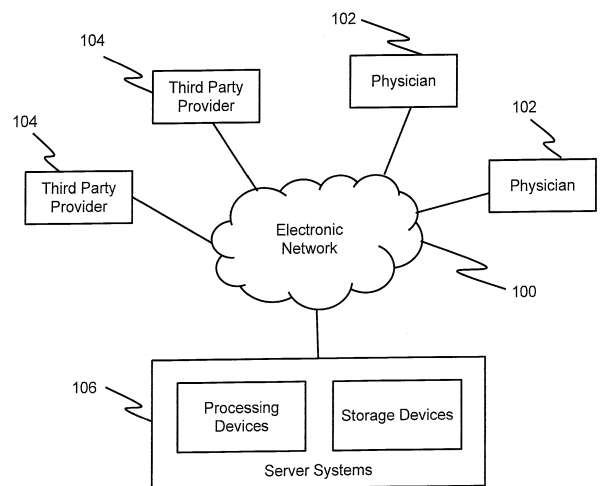 102
104
Third Party
Provider
Physician
104
102
Third Party
Provider
Physician
Electronic
Network
100
106
Processing
Devices
Storage Devices
Server Systems